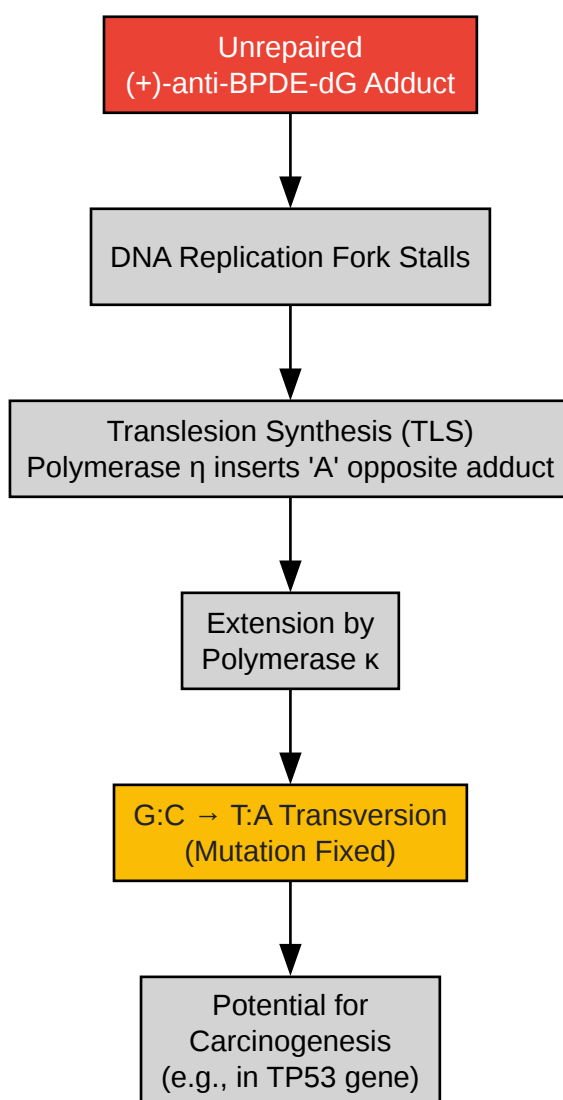 Unrepaired
(+)-anti-BPDE-dG Adduct
DNA Replication Fork Stalls
Translesion Synthesis (TLS)
Polymerase η inserts 'A' opposite adduct
Extension by
Polymerase κ
G:C → T:A Transversion
(Mutation Fixed)
Potential for
Carcinogenesis
(e.g., in TP53 gene)